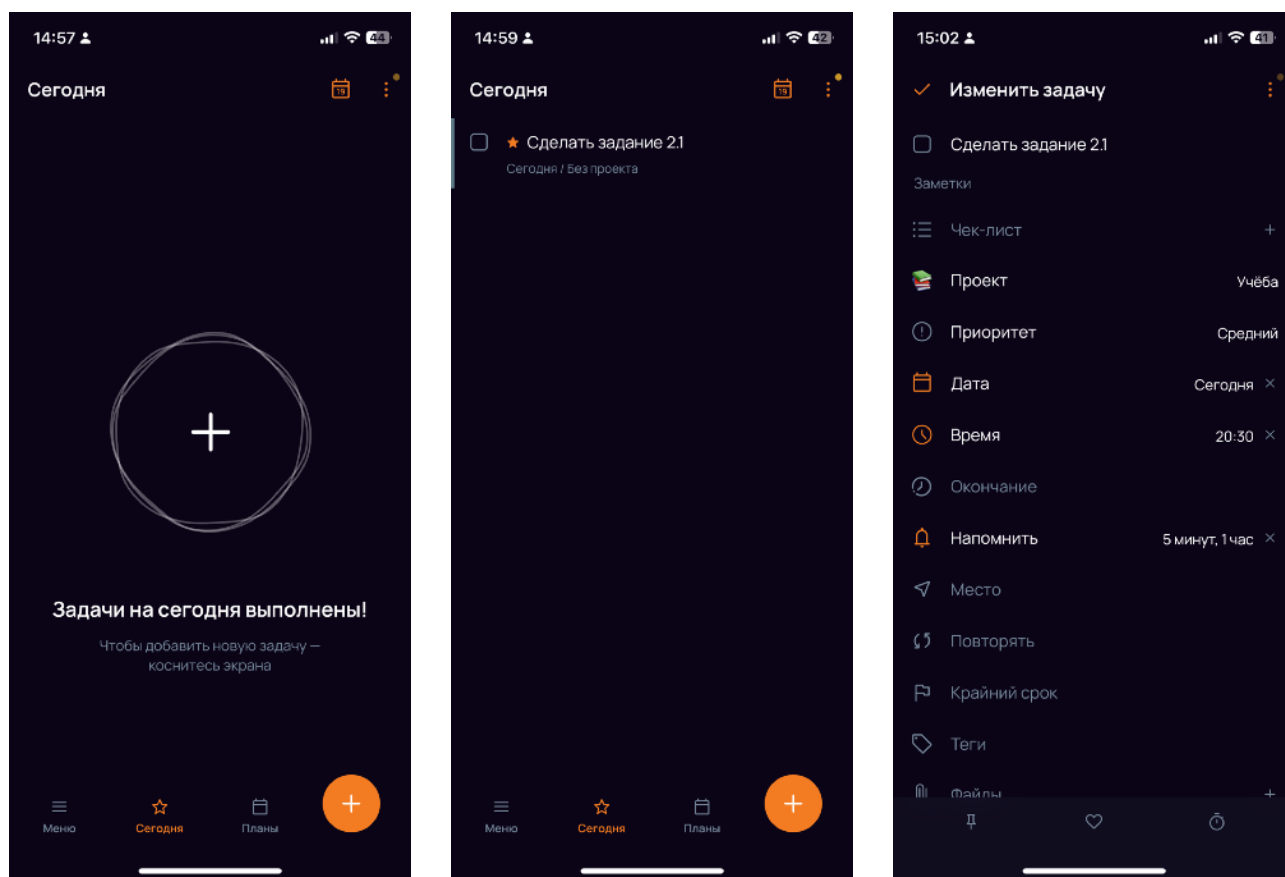 14:57
44
Сегодня
19
Задачи на сегодня выполнены!
Чтобы добавить новую задачу —
коснитесь экрана
Меню
Сегодня
Планы
14:59
42
Сегодня
19
Сделать задание 2.1
Сегодня / Без проекта
Меню
Сегодня
Планы
15:02
41
Изменить задачу
Сделать задание 2.1
Заметки
Чек-лист
Проект Учёба
Приоритет Средний
Дата Сегодня
Время 20:30
Окончание
Напомнить 5 минут, 1 час
Место
Повторять
Крайний срок
Теги
Файлы